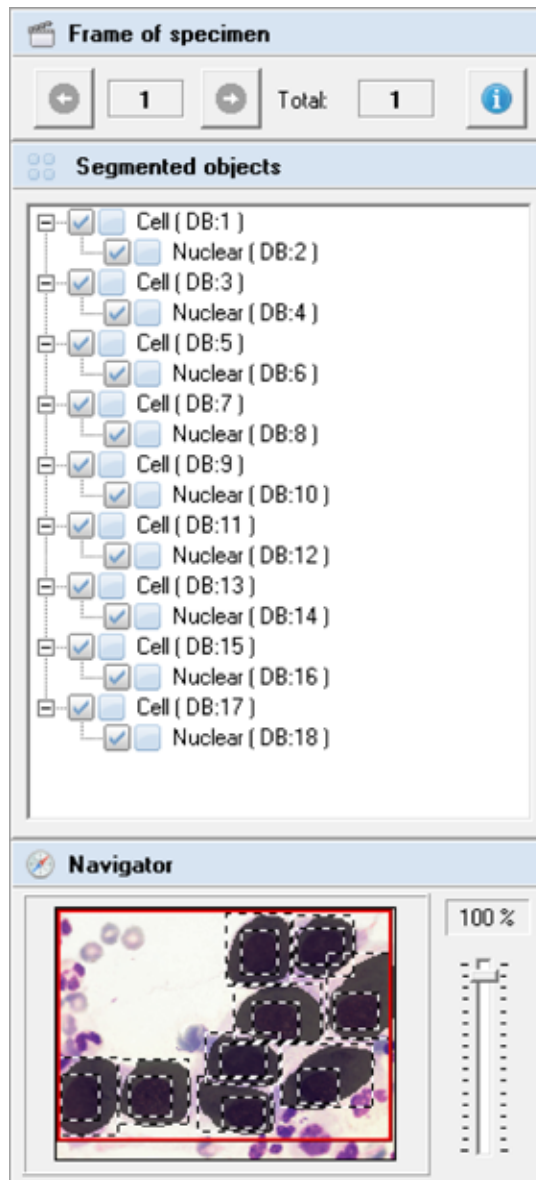 Frame of specimen
1 Total: 1
Segmented objects
Cell ( DB:1 )
Nuclear ( DB:2 )
Cell ( DB:3 )
Nuclear ( DB:4 )
Cell ( DB:5 )
Nuclear ( DB:6 )
Cell ( DB:7 )
Nuclear ( DB:8 )
Cell ( DB:9 )
Nuclear ( DB:10 )
Cell ( DB:11 )
Nuclear ( DB:12 )
Cell ( DB:13 )
Nuclear ( DB:14 )
Cell ( DB:15 )
Nuclear ( DB:16 )
Cell ( DB:17 )
Nuclear ( DB:18 )
Navigator
100 %